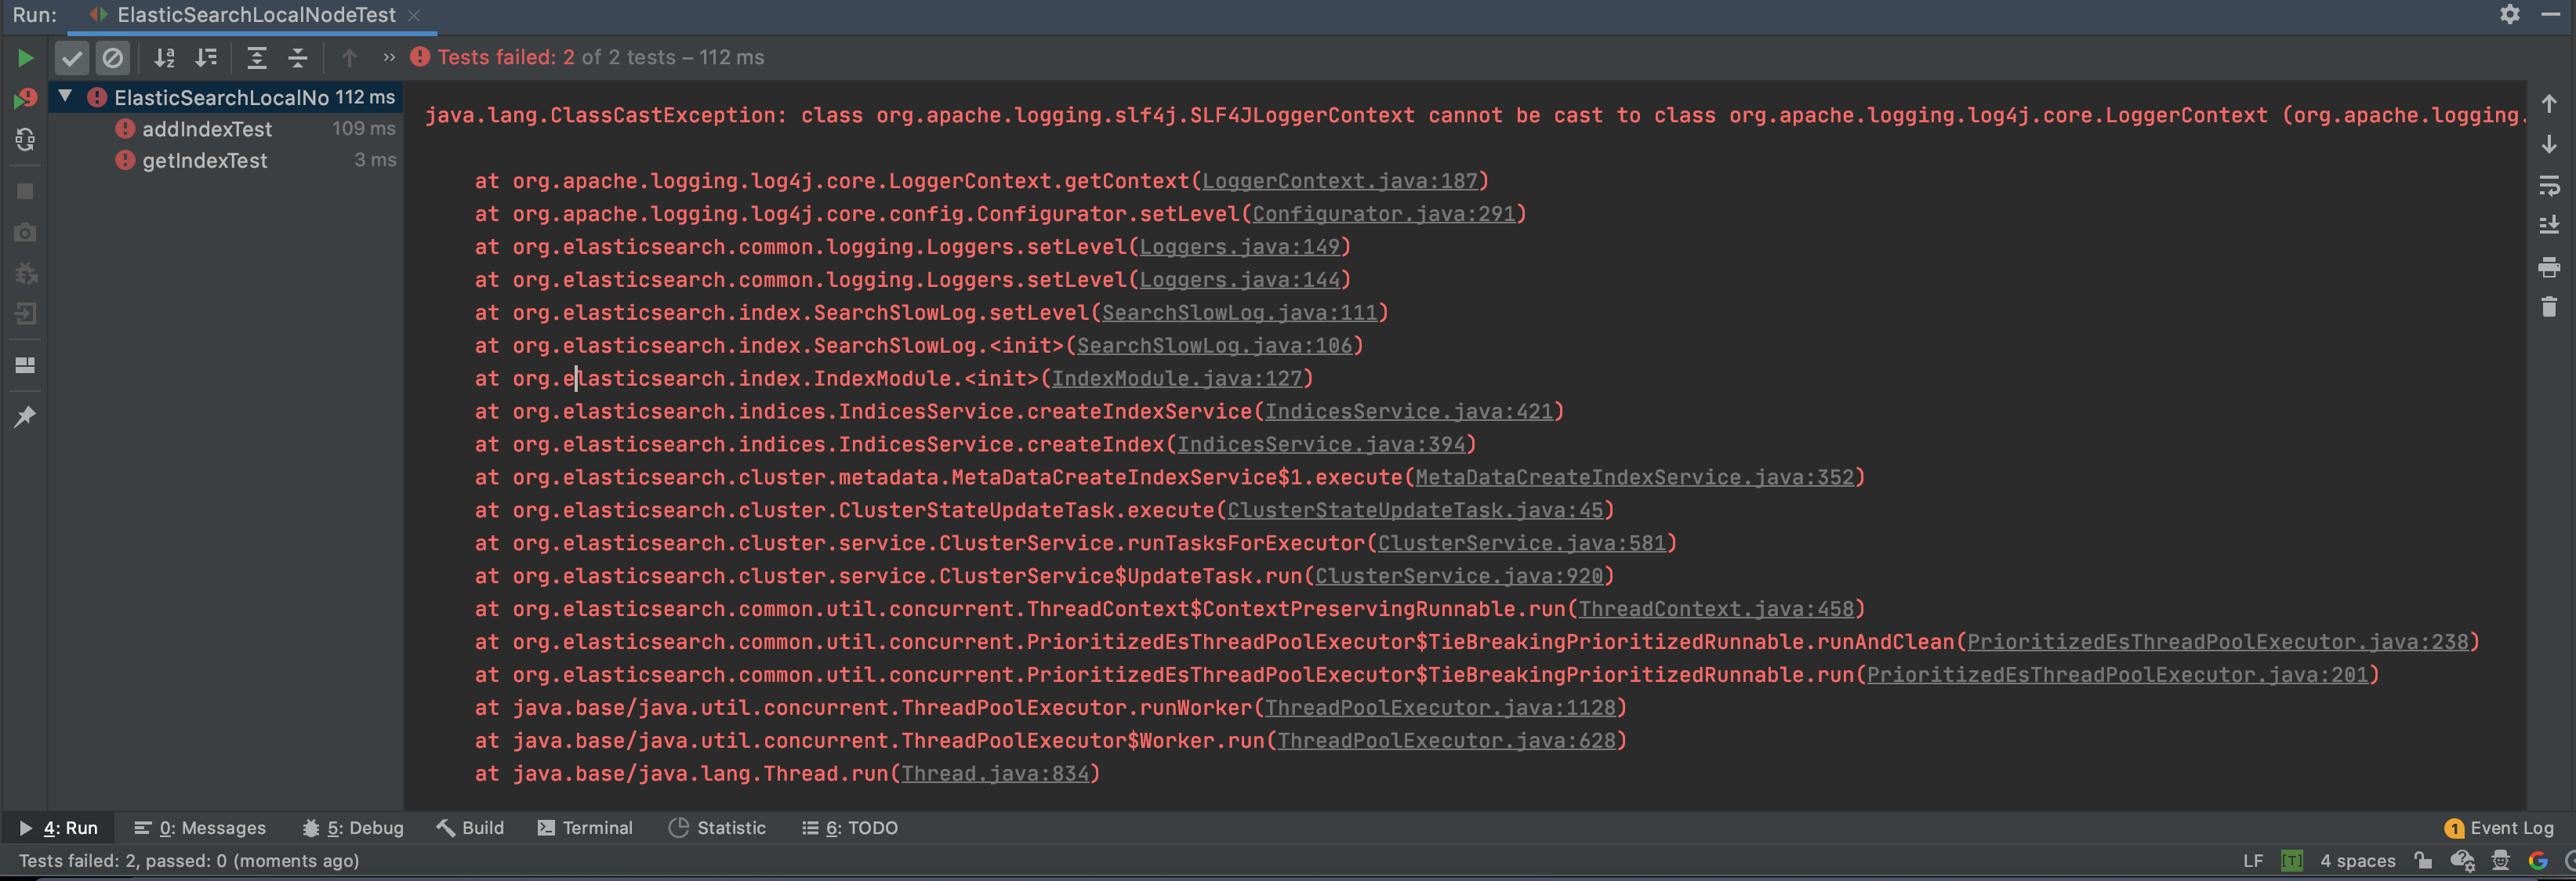 Run: ElasticSearchLocalNodeTest
Tests failed: 2 of 2 tests – 112 ms
ElasticSearchLocalNo 112 ms
addIndexTest 109 ms
getIndexTest 3 ms
java.lang.ClassCastException: class org.apache.logging.slf4j.SLF4JLoggerContext cannot be cast to class org.apache.logging.log4j.core.LoggerContext (org.apache.logging.
at org.apache.logging.log4j.core.LoggerContext.getContext(LoggerContext.java:187)
at org.apache.logging.log4j.core.config.Configurator.setLevel(Configurator.java:291)
at org.elasticsearch.common.logging.Loggers.setLevel(Loggers.java:149)
at org.elasticsearch.common.logging.Loggers.setLevel(Loggers.java:144)
at org.elasticsearch.index.SearchSlowLog.setLevel(SearchSlowLog.java:111)
at org.elasticsearch.index.SearchSlowLog.<init>(SearchSlowLog.java:106)
at org.elasticsearch.index.IndexModule.<init>(IndexModule.java:127)
at org.elasticsearch.indices.IndicesService.createIndexService(IndicesService.java:421)
at org.elasticsearch.indices.IndicesService.createIndex(IndicesService.java:394)
at org.elasticsearch.cluster.metadata.MetaDataCreateIndexService$1.execute(MetaDataCreateIndexService.java:352)
at org.elasticsearch.cluster.ClusterStateUpdateTask.execute(ClusterStateUpdateTask.java:45)
at org.elasticsearch.cluster.service.ClusterService.runTasksForExecutor(ClusterService.java:581)
at org.elasticsearch.cluster.service.ClusterService$UpdateTask.run(ClusterService.java:920)
at org.elasticsearch.common.util.concurrent.ThreadContext$ContextPreservingRunnable.run(ThreadContext.java:458)
at org.elasticsearch.common.util.concurrent.PrioritizedEsThreadPoolExecutor$TieBreakingPrioritizedRunnable.runAndClean(PrioritizedEsThreadPoolExecutor.java:238)
at org.elasticsearch.common.util.concurrent.PrioritizedEsThreadPoolExecutor$TieBreakingPrioritizedRunnable.run(PrioritizedEsThreadPoolExecutor.java:201)
at java.base/java.util.concurrent.ThreadPoolExecutor.runWorker(ThreadPoolExecutor.java:1128)
at java.base/java.util.concurrent.ThreadPoolExecutor$Worker.run(ThreadPoolExecutor.java:628)
at java.base/java.lang.Thread.run(Thread.java:834)
4: Run 0: Messages 5: Debug Build Terminal Statistic 6: TODO 1 Event Log
Tests failed: 2, passed: 0 (moments ago) LF [T] 4 spaces